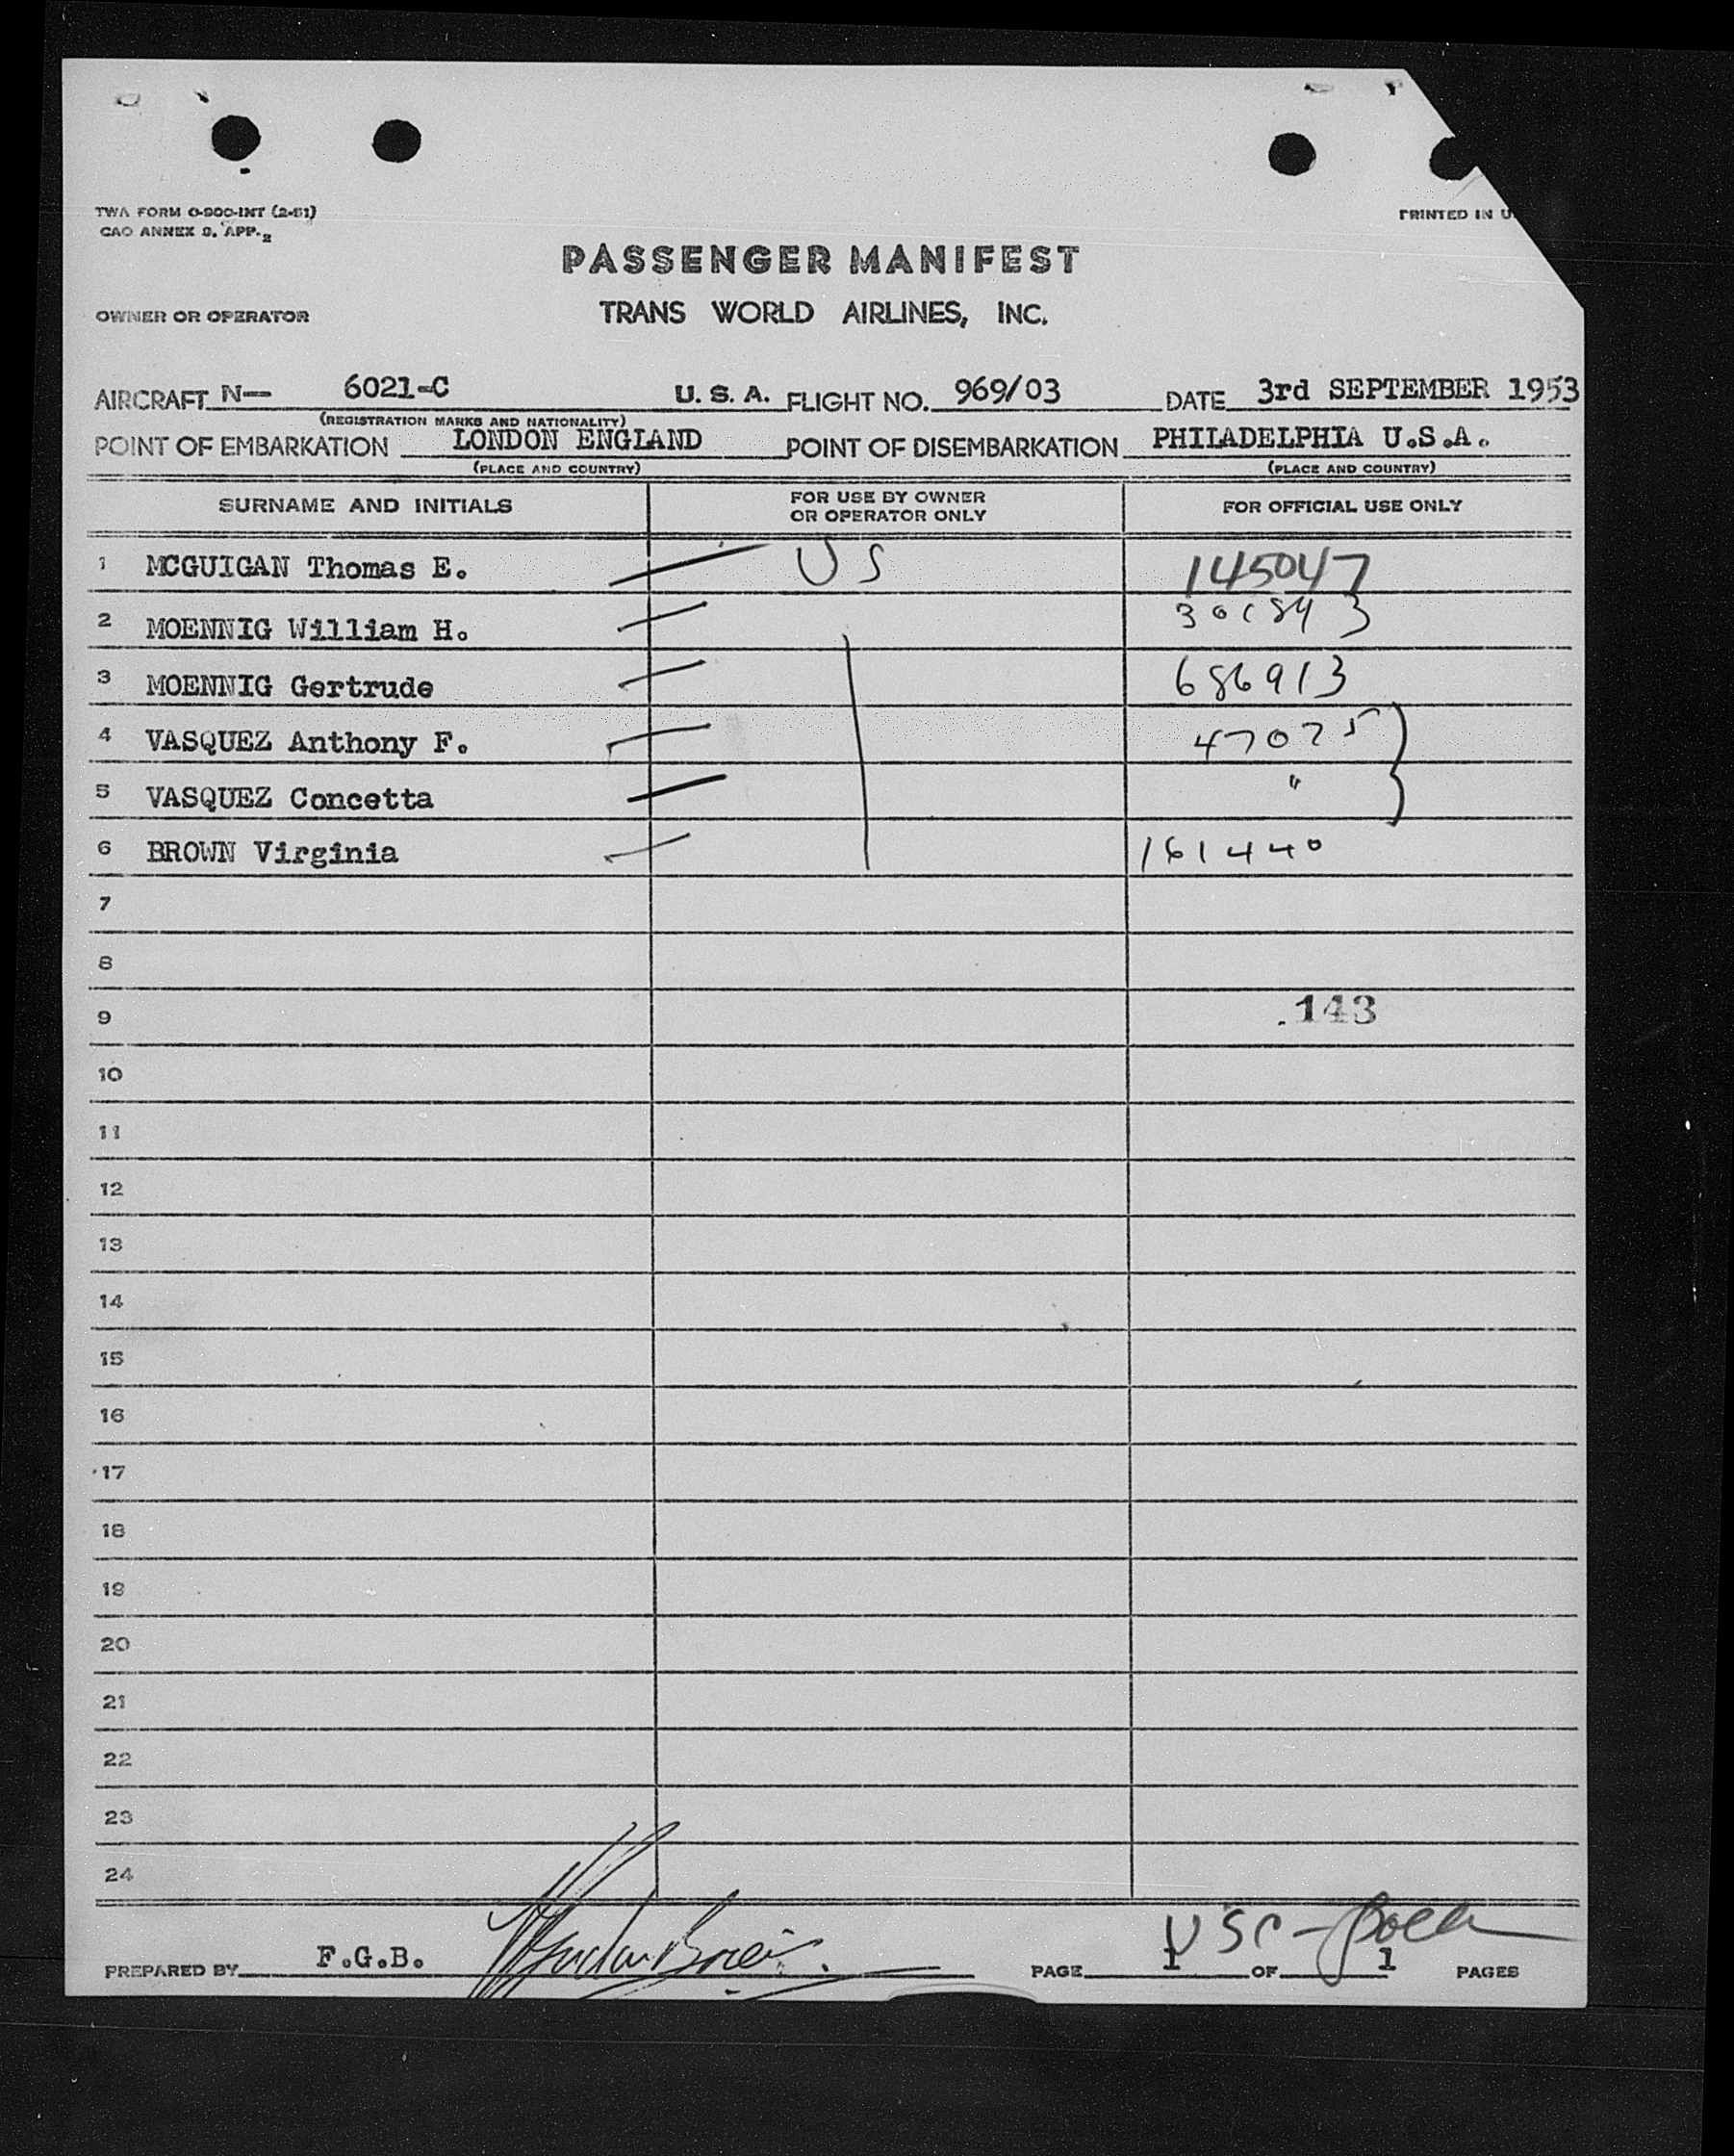 TWA FORM O-900-INT (2-51)
CAO ANNEX 9, APP. 2
PRINTED IN U.
PASSENGER MANIFEST
OWNER OR OPERATOR TRANS WORLD AIRLINES, INC.
AIRCRAFT N— 6021-C U. S. A. FLIGHT NO. 969/03 DATE 3rd SEPTEMBER 1953
(REGISTRATION MARKS AND NATIONALITY)
POINT OF EMBARKATION LONDON ENGLAND POINT OF DISEMBARKATION PHILADELPHIA U.S.A.
(PLACE AND COUNTRY) (PLACE AND COUNTRY)
SURNAME AND INITIALS FOR USE BY OWNER OR OPERATOR ONLY FOR OFFICIAL USE ONLY
1 MCGUIGAN Thomas E. US 145047
2 MOENNIG William H.
3 MOENNIG Gertrude 686913
4 VASQUEZ Anthony F. 47075
5 VASQUEZ Concetta "
6 BROWN Virginia 161440
7
8
9 143
10
11
12
13
14
15
16
17
18
19
20
21
22
23
24
USC
PREPARED BY F.G.B. PAGE 1 OF 1 PAGES